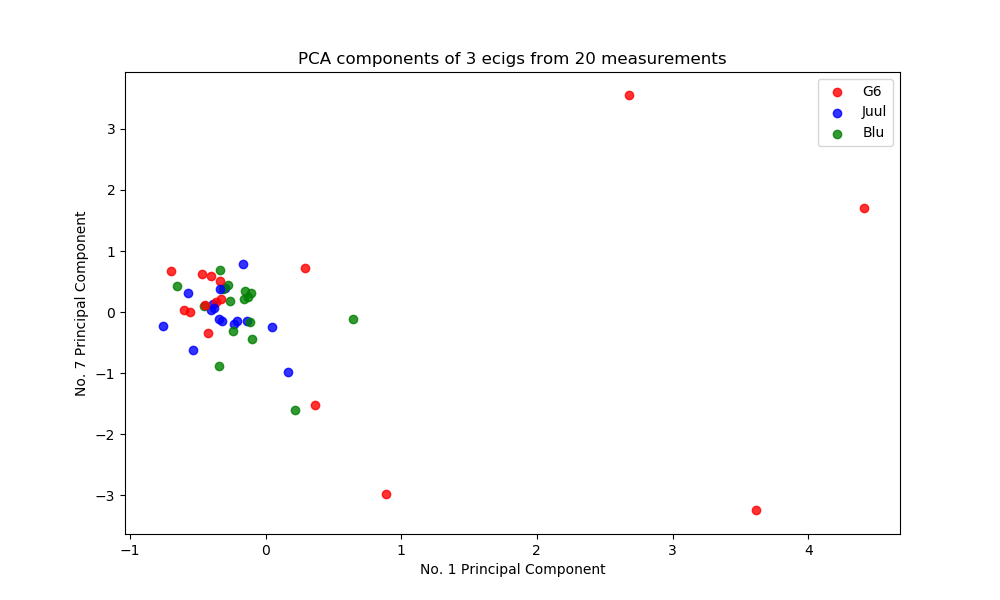 PCA components of 3 ecigs from 20 measurements
G6
Juul
Blu
3
2
1
0
−1
−2
−3
No. 7 Principal Component
−1
0
1
2
3
4
No. 1 Principal Component